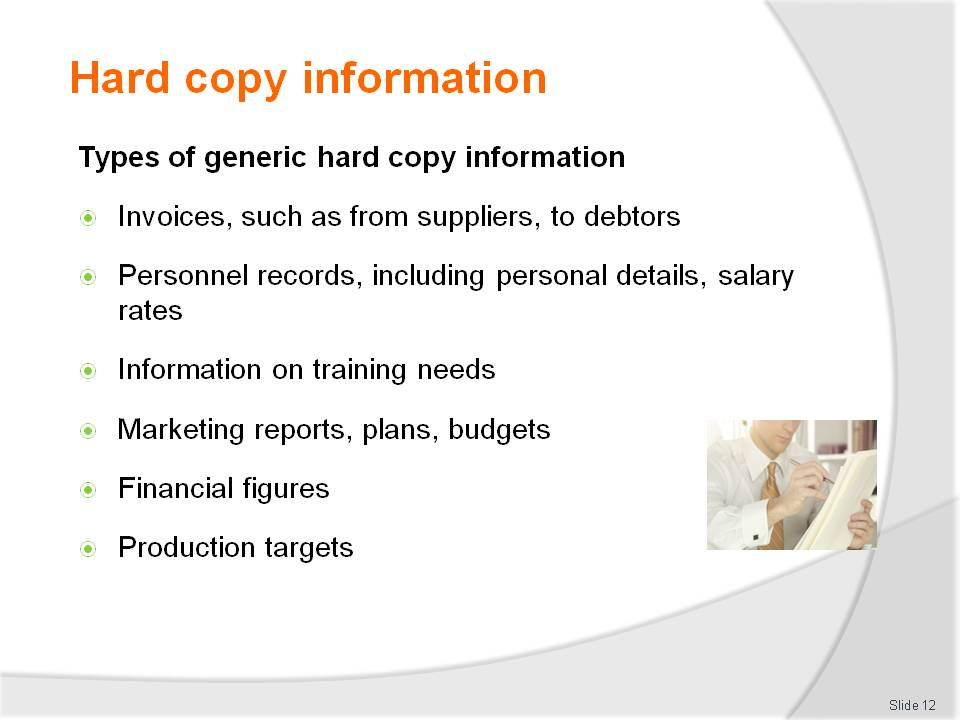 Hard copy information
Types of generic hard copy information
Invoices, such as from suppliers, to debtors
Personnel records, including personal details, salary
rates
Information on training needs
Marketing reports, plans, budgets
Financial figures
Production targets
Slide 12